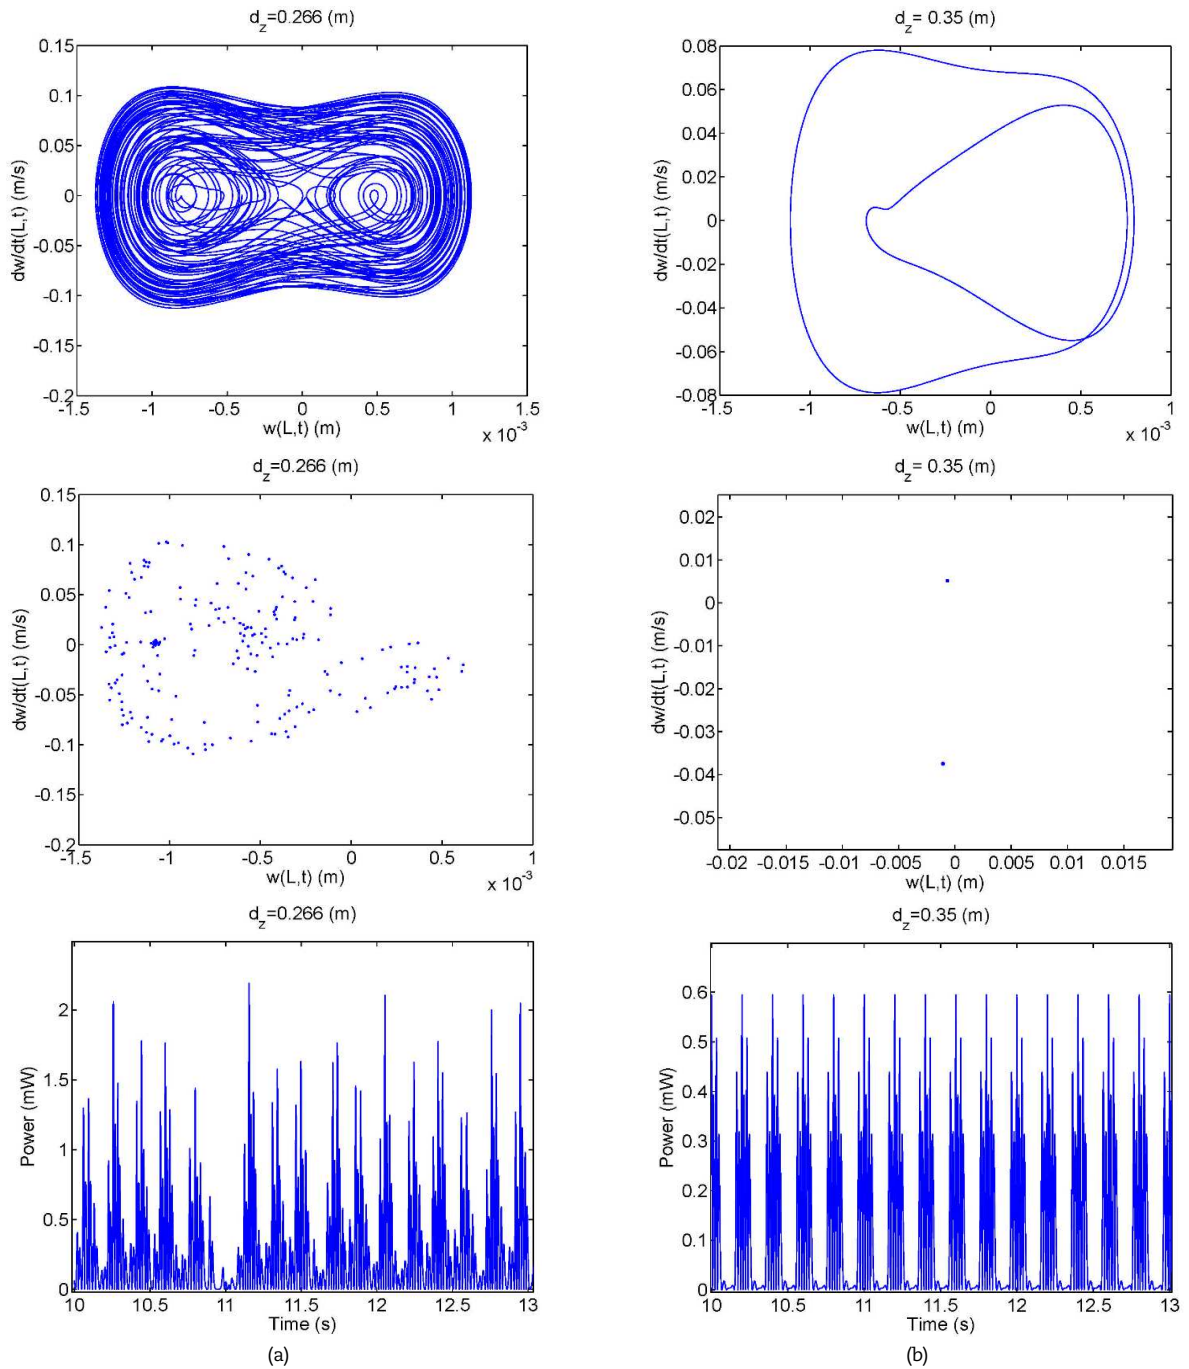 d_z=0.266 (m)
0.15
0.1
0.05
0
-0.05
-0.1
-0.15
-0.2
dw/dt(L,t) (m/s)
-1.5 -1 -0.5 0 0.5 1 1.5
w(L,t) (m)
x 10^-3
d_z= 0.35 (m)
0.08
0.06
0.04
0.02
0
-0.02
-0.04
-0.06
-0.08
dw/dt(L,t) (m/s)
-1.5 -1 -0.5 0 0.5 1
w(L,t) (m)
x 10^-3
d_z=0.266 (m)
0.15
0.1
0.05
0
-0.05
-0.1
-0.15
-0.2
dw/dt(L,t) (m/s)
-1.5 -1 -0.5 0 0.5 1
w(L,t) (m)
x 10^-3
d_z= 0.35 (m)
0.02
0.01
0
-0.01
-0.02
-0.03
-0.04
-0.05
dw/dt(L,t) (m/s)
-0.02 -0.015 -0.01 -0.005 0 0.005 0.01 0.015
w(L,t) (m)
d_z=0.266 (m)
2
1.5
1
0.5
0
Power (mW)
10 10.5 11 11.5 12 12.5 13
Time (s)
(a)
d_z=0.35 (m)
0.6
0.5
0.4
0.3
0.2
0.1
0
Power (mW)
10 10.5 11 11.5 12 12.5 13
Time (s)
(b)